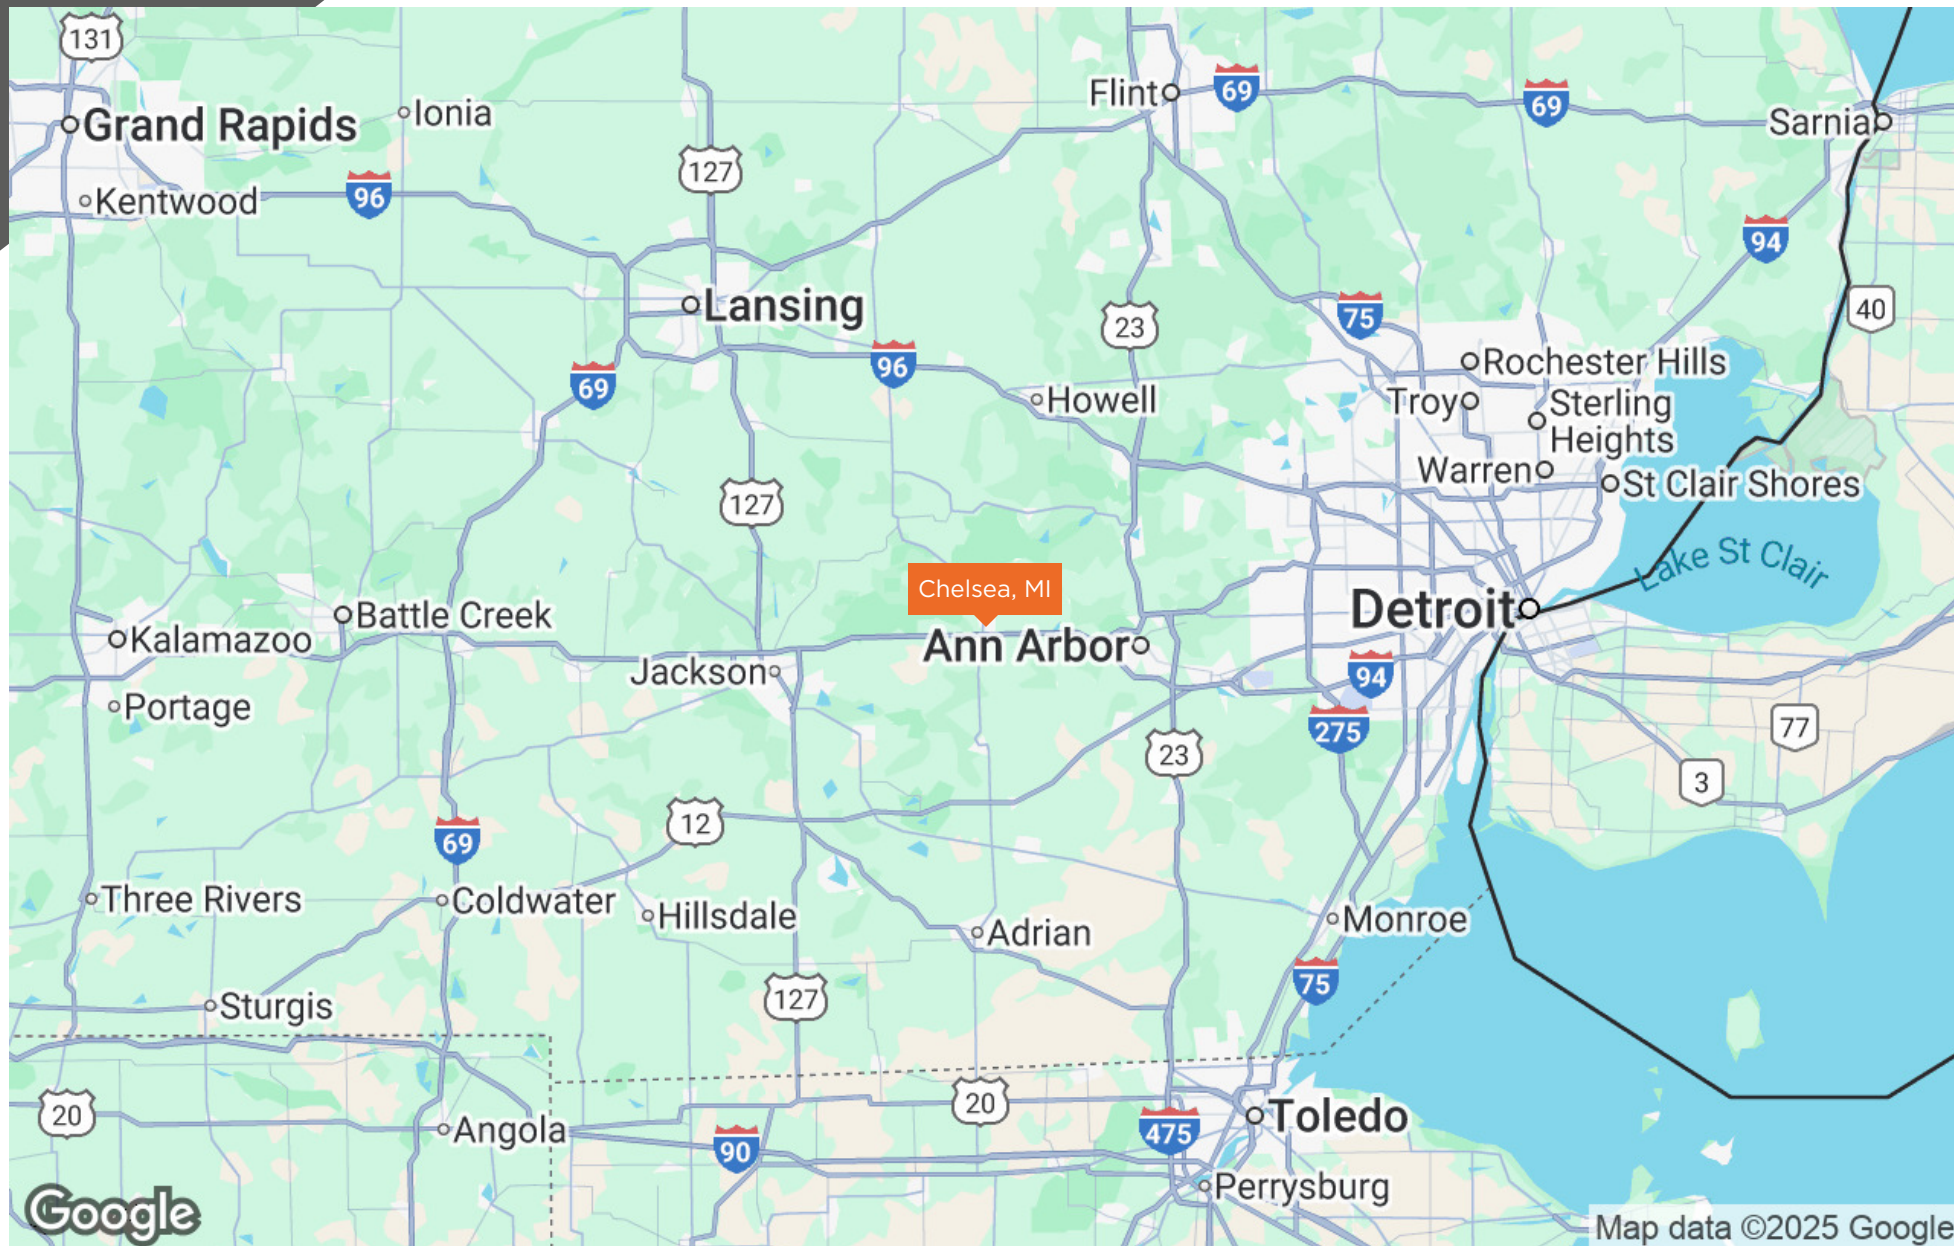 131
Grand Rapids
Ionia
Flint
69
69
Sarnia
127
Kentwood
96
94
Lansing
23
75
40
69
96
Howell
Rochester Hills
Troy
Sterling
Heights
Warren
St Clair Shores
127
Lake St Clair
Chelsea, MI
Detroit
Battle Creek
Kalamazoo
Ann Arbor
Jackson
94
Portage
275
77
23
3
12
69
Three Rivers
Coldwater
Hillsdale
Monroe
Adrian
75
127
Sturgis
20
20
Toledo
Angola
475
90
Perrysburg
Google
Map data ©2025 Google